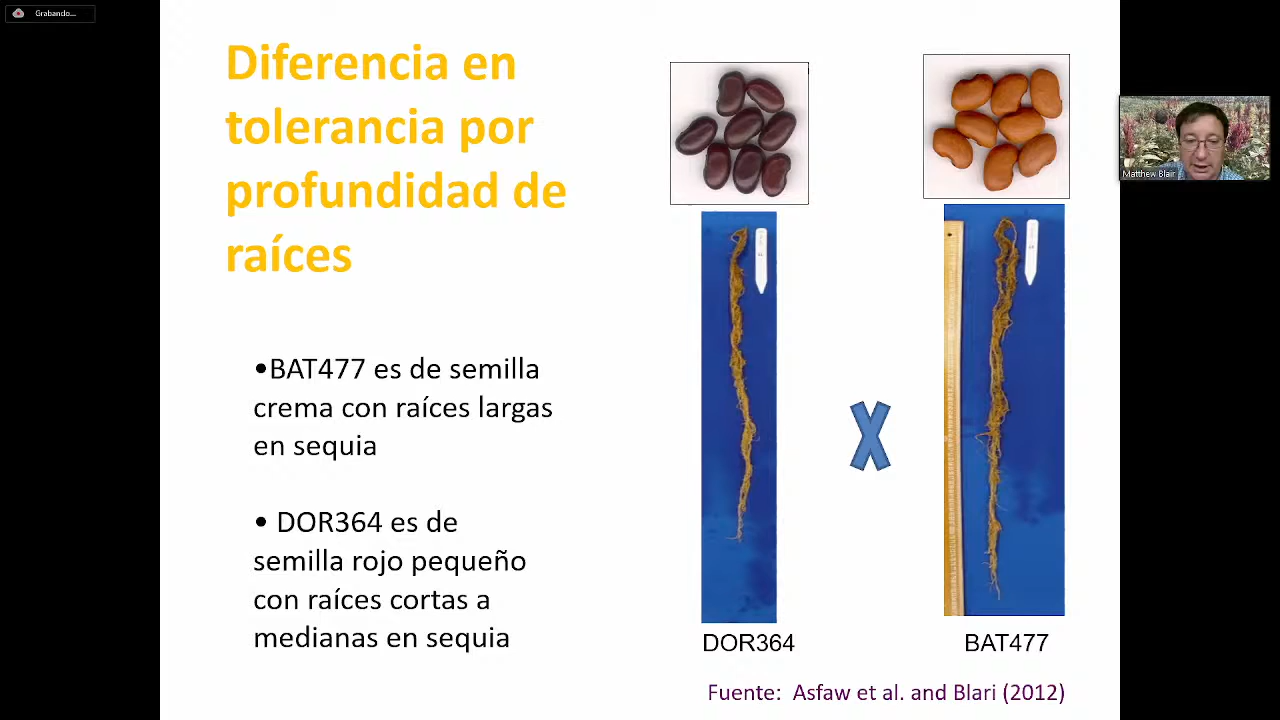 Grabando...
Diferencia en
tolerancia por
profundidad de
raíces
•BAT477 es de semilla
crema con raíces largas
en sequia
• DOR364 es de
semilla rojo pequeño
con raíces cortas a
medianas en sequia
DOR364
BAT477
Fuente: Asfaw et al. and Blari (2012)
Matthew Blair